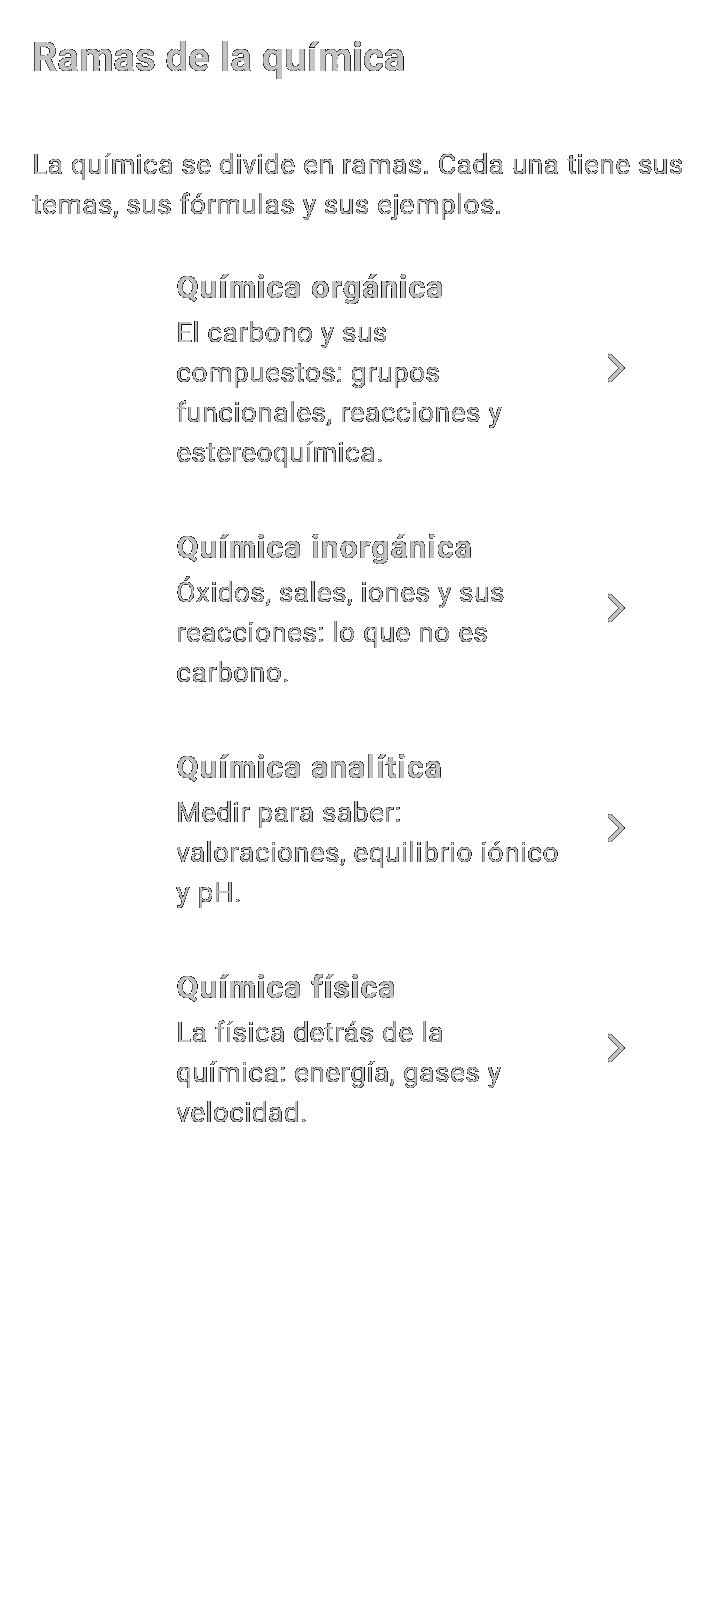 Ramas de la química
La química se divide en ramas. Cada una tiene sus
temas, sus fórmulas y sus ejemplos.
Química orgánica
El carbono y sus
compuestos: grupos
funcionales, reacciones y
estereoquímica.
Química inorgánica
Óxidos, sales, iones y sus
reacciones: lo que no es
carbono.
Química analítica
Medir para saber:
valoraciones, equilibrio iónico
y pH.
Química física
La física detrás de la
química: energía, gases y
velocidad.